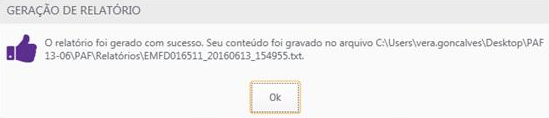 GERAÇÃO DE RELATÓRIO
O relatório foi gerado com sucesso. Seu conteúdo foi gravado no arquivo C:\Users\vera.goncalves\Desktop\PAF
13-06\PAF\Relatórios\EMFD016511_20160613_154955.txt.
Ok